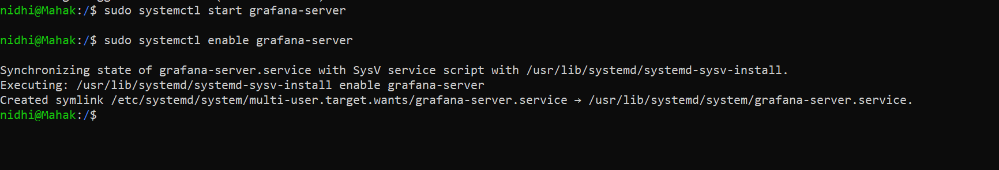 nidhi@Mahak:/$ sudo systemctl start grafana-server
nidhi@Mahak:/$ sudo systemctl enable grafana-server
Synchronizing state of grafana-server.service with SysV service script with /usr/lib/systemd/systemd-sysv-install.
Executing: /usr/lib/systemd/systemd-sysv-install enable grafana-server
Created symlink /etc/systemd/system/multi-user.target.wants/grafana-server.service → /usr/lib/systemd/system/grafana-server.service.
nidhi@Mahak:/$